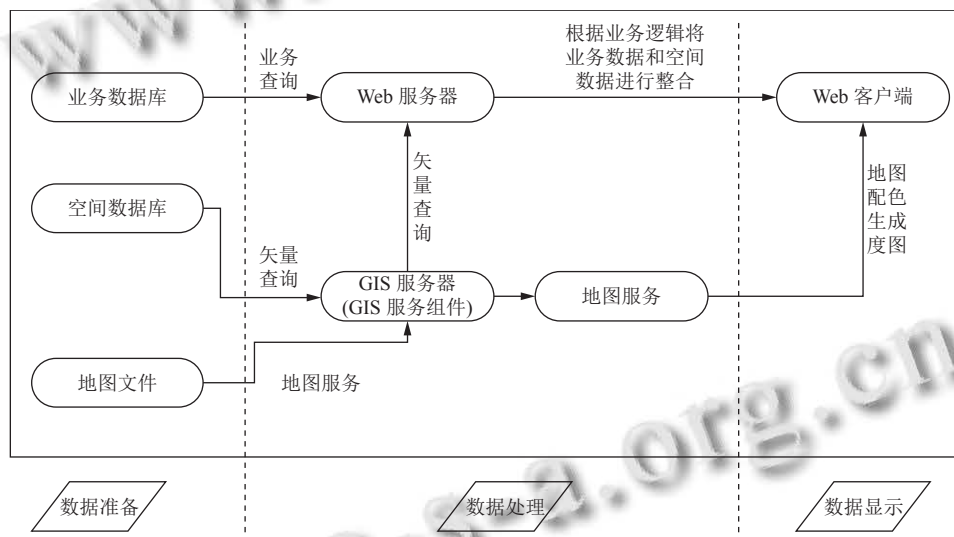 根据业务逻辑将
业务数据和空间
数据进行整合
业务
查询
业务数据库
Web 服务器
Web 客户端
矢
量
查
询
地图
配色
生成
度图
空间数据库
矢量
查询
GIS 服务器
(GIS 服务组件)
地图服务
地图文件
地图服务
数据准备
数据处理
数据显示
www
s-a.org.cn